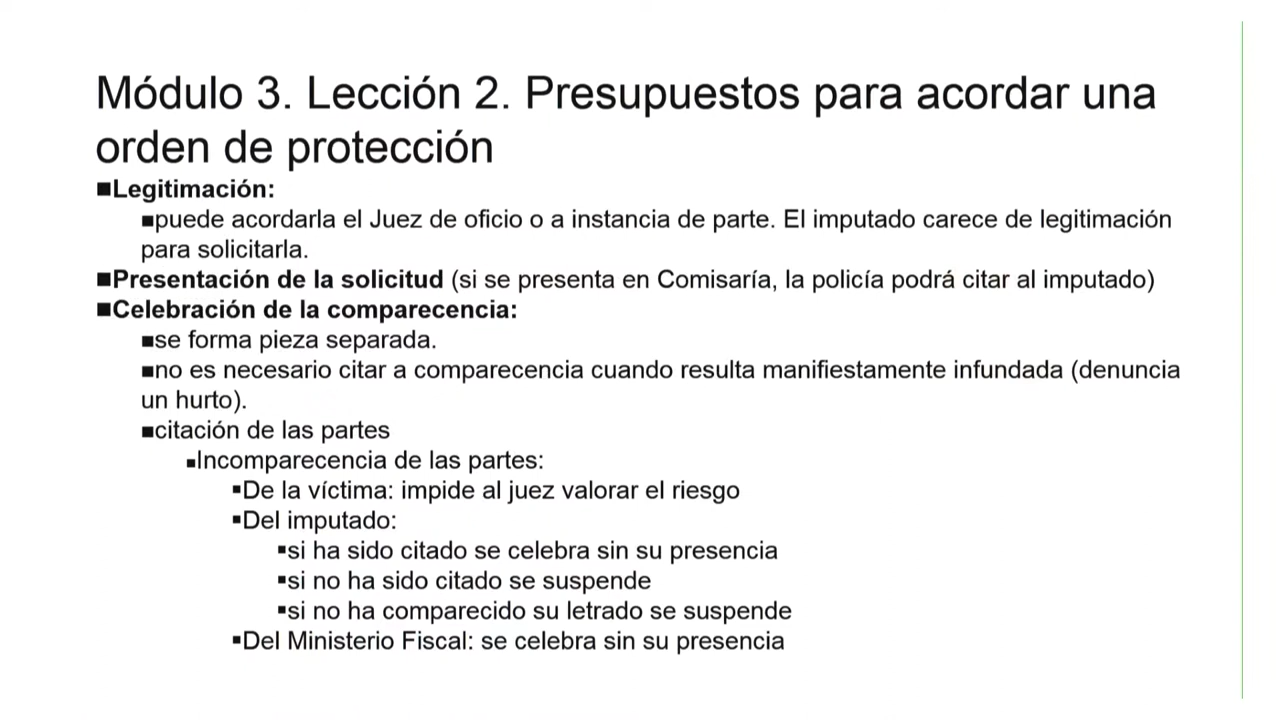 Módulo 3. Lección 2. Presupuestos para acordar una
orden de protección
■Legitimación:
■puede acordarla el Juez de oficio o a instancia de parte. El imputado carece de legitimación
para solicitarla.
■Presentación de la solicitud (si se presenta en Comisaría, la policía podrá citar al imputado)
■Celebración de la comparecencia:
■se forma pieza separada.
■no es necesario citar a comparecencia cuando resulta manifiestamente infundada (denuncia
un hurto).
■citación de las partes
■Incomparecencia de las partes:
▪De la víctima: impide al juez valorar el riesgo
▪Del imputado:
▪si ha sido citado se celebra sin su presencia
▪si no ha sido citado se suspende
▪si no ha comparecido su letrado se suspende
▪Del Ministerio Fiscal: se celebra sin su presencia